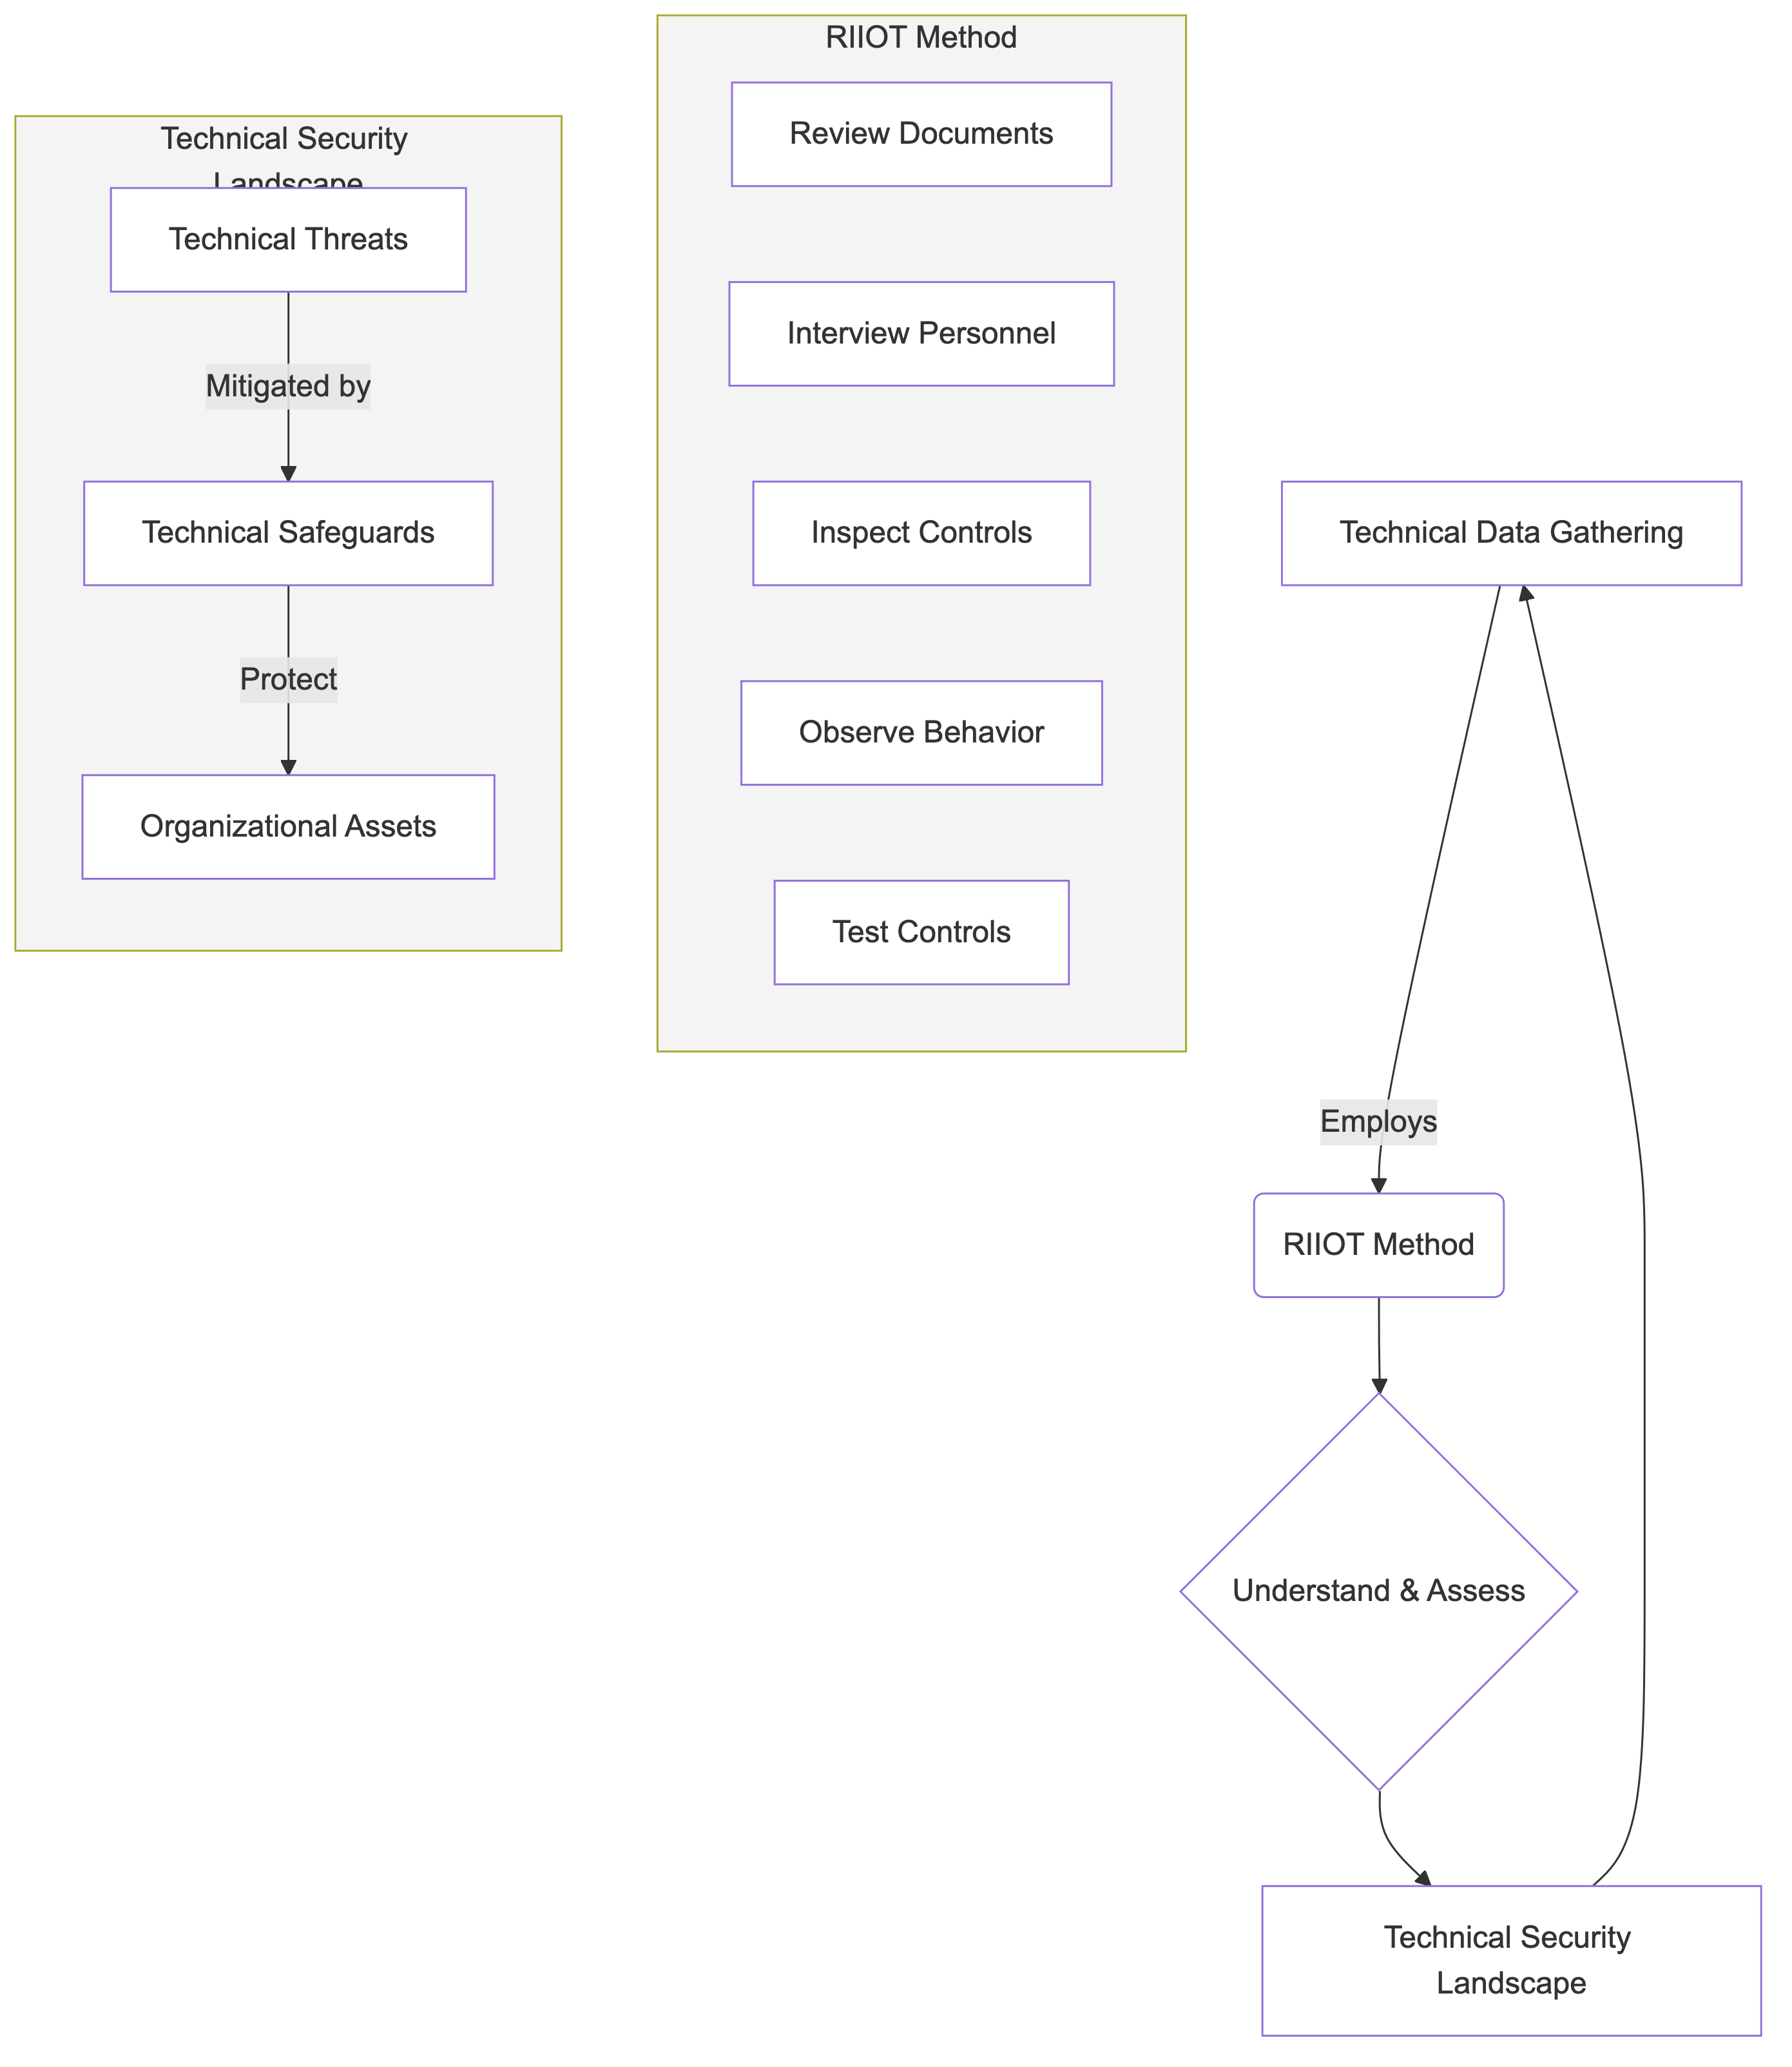 Technical Security
Landscape
Technical Threats
Mitigated by
Technical Safeguards
Protect
Organizational Assets
RIIOT Method
Review Documents
Interview Personnel
Inspect Controls
Observe Behavior
Test Controls
Technical Data Gathering
Employs
RIIOT Method
Understand & Assess
Technical Security
Landscape